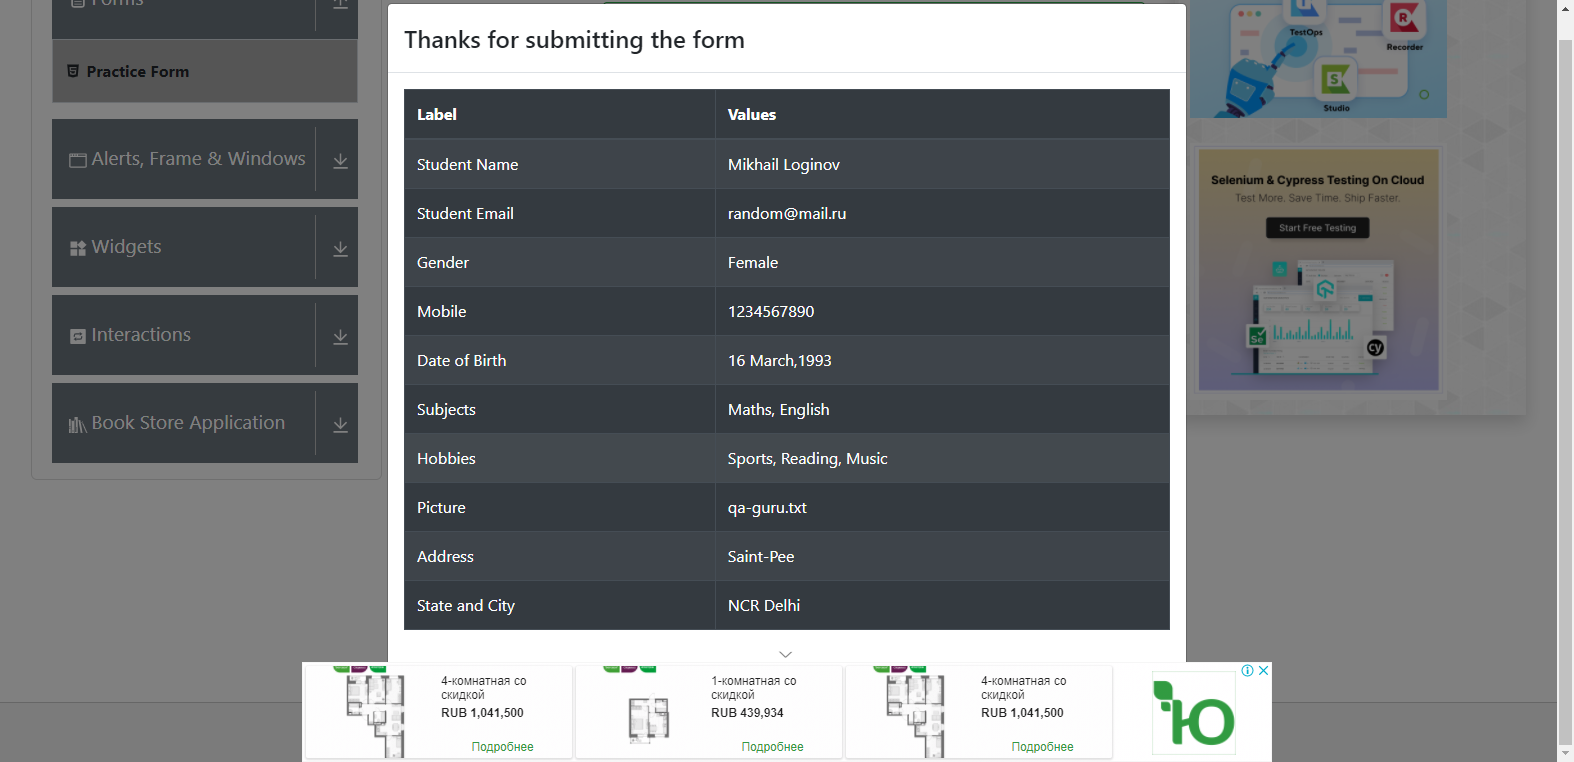 Forms
Practice Form
Alerts, Frame & Windows
Widgets
Interactions
Book Store Application
Thanks for submitting the form
Label Values
Student Name Mikhail Loginov
Student Email random@mail.ru
Gender Female
Mobile 1234567890
Date of Birth 16 March,1993
Subjects Maths, English
Hobbies Sports, Reading, Music
Picture qa-guru.txt
Address Saint-Pee
State and City NCR Delhi
TestOps
Recorder
Studio
Selenium & Cypress Testing On Cloud
Test More. Save Time. Ship Faster.
Start Free Testing
Se
cy
4-комнатная со
скидкой
RUB 1,041,500
Подробнее
1-комнатная со
скидкой
RUB 439,934
Подробнее
4-комнатная со
скидкой
RUB 1,041,500
Подробнее
Ю